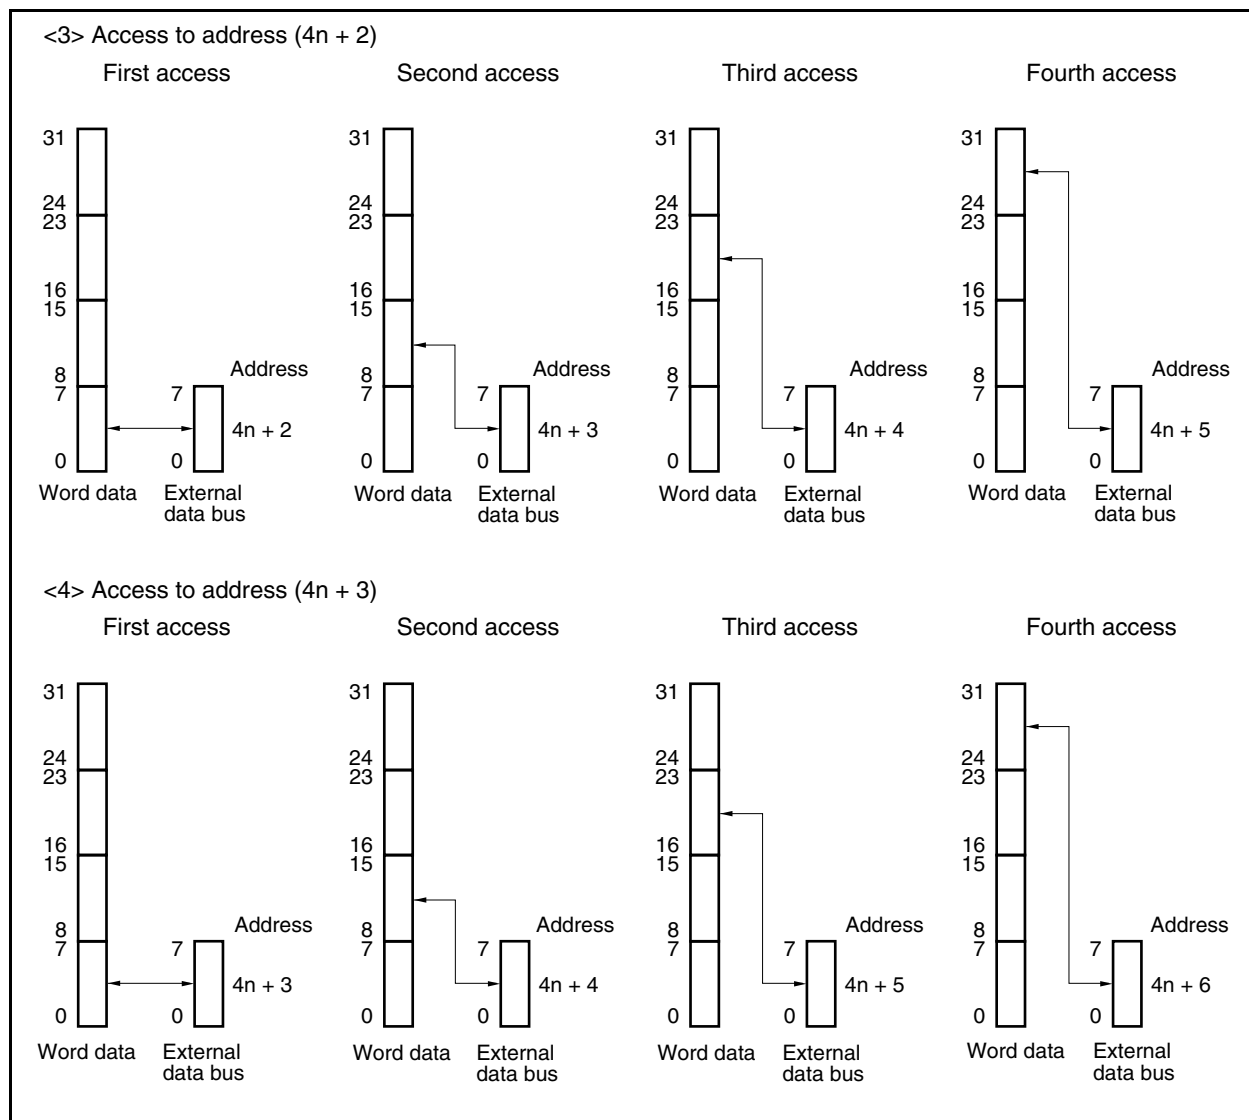 <3> Access to address (4n + 2)
First access Second access Third access Fourth access
31 31 31 31
24 24 24 24
23 23 23 23
16 16 16 16
15 15 15 15
Address Address Address Address
8 8 8 8
7 7 7 7 7 7 7 7
4n + 2 4n + 3 4n + 4 4n + 5
0 0 0 0 0 0 0 0
Word data External Word data External Word data External Word data External
data bus data bus data bus data bus
<4> Access to address (4n + 3)
First access Second access Third access Fourth access
31 31 31 31
24 24 24 24
23 23 23 23
16 16 16 16
15 15 15 15
Address Address Address Address
8 8 8 8
7 7 7 7 7 7 7 7
4n + 3 4n + 4 4n + 5 4n + 6
0 0 0 0 0 0 0 0
Word data External Word data External Word data External Word data External
data bus data bus data bus data bus